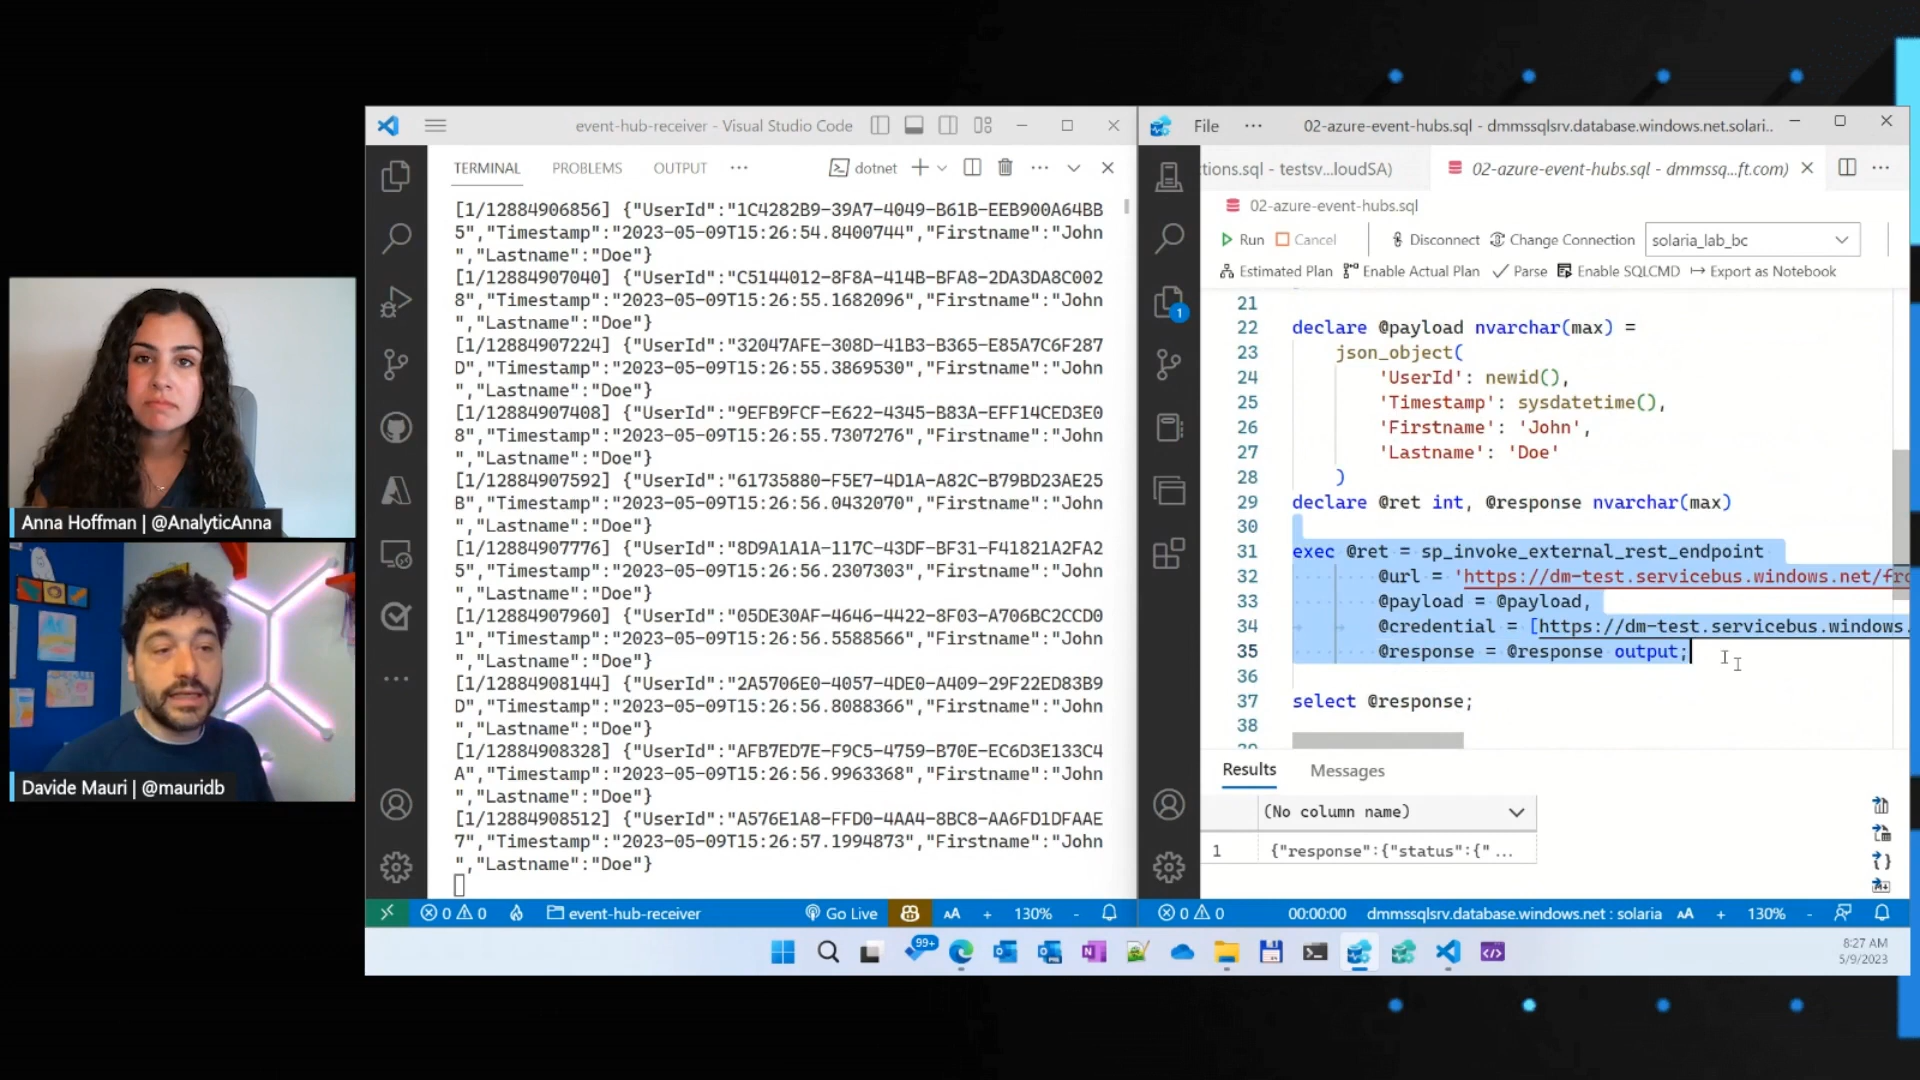 Anna Hoffman | @AnalyticAnna
Davide Mauri | @mauridb
event-hub-receiver - Visual Studio Code
TERMINAL
PROBLEMS
OUTPUT
dotnet
[1/12884906856] {"UserId":"1C4282B9-39A7-4049-B61B-EEB900A64BB
5","Timestamp":"2023-05-09T15:26:54.8400744","Firstname":"John
","Lastname":"Doe"}
[1/12884907040] {"UserId":"C5144012-8F8A-414B-BFA8-2DA3DA8C002
8","Timestamp":"2023-05-09T15:26:55.1682096","Firstname":"John
","Lastname":"Doe"}
[1/12884907224] {"UserId":"32047AFE-308D-41B3-B365-E85A7C6F287
D","Timestamp":"2023-05-09T15:26:55.3869530","Firstname":"John
","Lastname":"Doe"}
[1/12884907408] {"UserId":"9EFB9FCF-E622-4345-B83A-EFF14CED3E0
8","Timestamp":"2023-05-09T15:26:55.7307276","Firstname":"John
","Lastname":"Doe"}
[1/12884907592] {"UserId":"61735880-F5E7-4D1A-A82C-B79BD23AE25
B","Timestamp":"2023-05-09T15:26:56.0432070","Firstname":"John
","Lastname":"Doe"}
[1/12884907776] {"UserId":"8D9A1A1A-117C-43DF-BF31-F41821A2FA2
5","Timestamp":"2023-05-09T15:26:56.2307303","Firstname":"John
","Lastname":"Doe"}
[1/12884907960] {"UserId":"05DE30AF-4646-4422-8F03-A706BC2CCD0
1","Timestamp":"2023-05-09T15:26:56.5588566","Firstname":"John
","Lastname":"Doe"}
[1/12884908144] {"UserId":"2A5706E0-4057-4DE0-A409-29F22ED83B9
D","Timestamp":"2023-05-09T15:26:56.8088366","Firstname":"John
","Lastname":"Doe"}
[1/12884908328] {"UserId":"AFB7ED7E-F9C5-4759-B70E-EC6D3E133C4
A","Timestamp":"2023-05-09T15:26:56.9963368","Firstname":"John
","Lastname":"Doe"}
[1/12884908512] {"UserId":"A576E1A8-FFD0-4AA4-8BC8-AA6FD1DFAAE
7","Timestamp":"2023-05-09T15:26:57.1994873","Firstname":"John
","Lastname":"Doe"}
0 0 event-hub-receiver Go Live AA + 130% -
File ··· 02-azure-event-hubs.sql - dmmssqlsrv.database.windows.net.solari..
tions.sql - testsv...loudSA)
02-azure-event-hubs.sql - dmmssq...ft.com)
02-azure-event-hubs.sql
Run Cancel Disconnect Change Connection solaria_lab_bc
Estimated Plan Enable Actual Plan Parse Enable SQLCMD Export as Notebook
1
21
22 declare @payload nvarchar(max) =
23 json_object(
24 'UserId': newid(),
25 'Timestamp': sysdatetime(),
26 'Firstname': 'John',
27 'Lastname': 'Doe'
28 )
29 declare @ret int, @response nvarchar(max)
30
31 exec @ret = sp_invoke_external_rest_endpoint
32 @url = 'https://dm-test.servicebus.windows.net/fro
33 @payload = @payload,
34 @credential = [https://dm-test.servicebus.windows.
35 @response = @response output;
36
37 select @response;
38
Results
Messages
(No column name)
1 {"response":{"status":{"...
0 0 00:00:00 dmmssqlsrv.database.windows.net : solaria AA + 130% -
99+
8:27 AM
5/9/2023